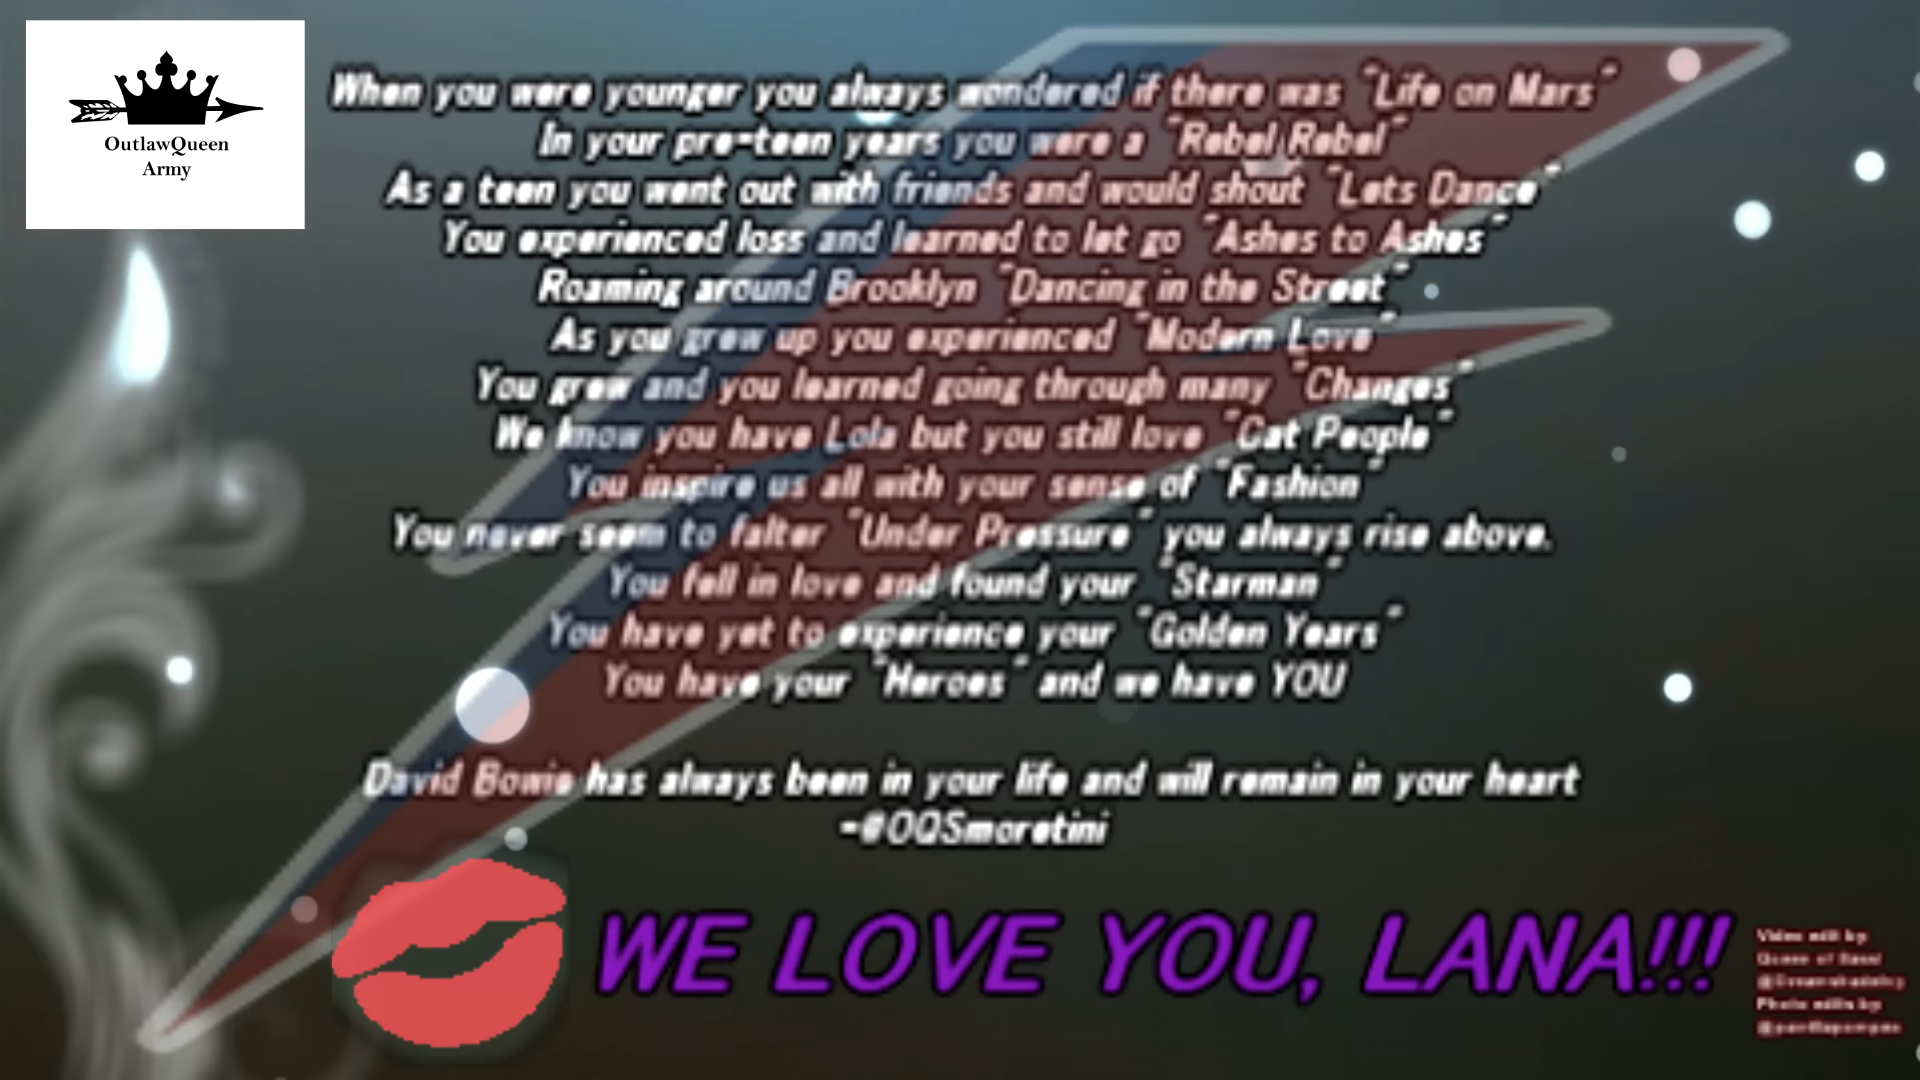 OutlawQueen
Army
When you were younger you always wondered if there was "Life on Mars"
In your pre-teen years you were a "Rebel Rebel"
As a teen you went out with friends and would shout "Lets Dance"
You experienced loss and learned to let go "Ashes to Ashes"
Roaming around Brooklyn "Dancing in the Street"
As you grew up you experienced "Modern Love"
You grew and you learned going through many "Changes"
We know you have Lola but you still love "Cat People"
You inspire us all with your sense of "Fashion"
You never seem to falter "Under Pressure" you always rise above.
You fell in love and found your "Starman"
You have yet to experience your "Golden Years"
You have your "Heroes" and we have YOU
David Bowie has always been in your life and will remain in your heart
-@OQSmoretini
WE LOVE YOU, LANA!!!
Video edit by:
Queen of
Photo edits by: